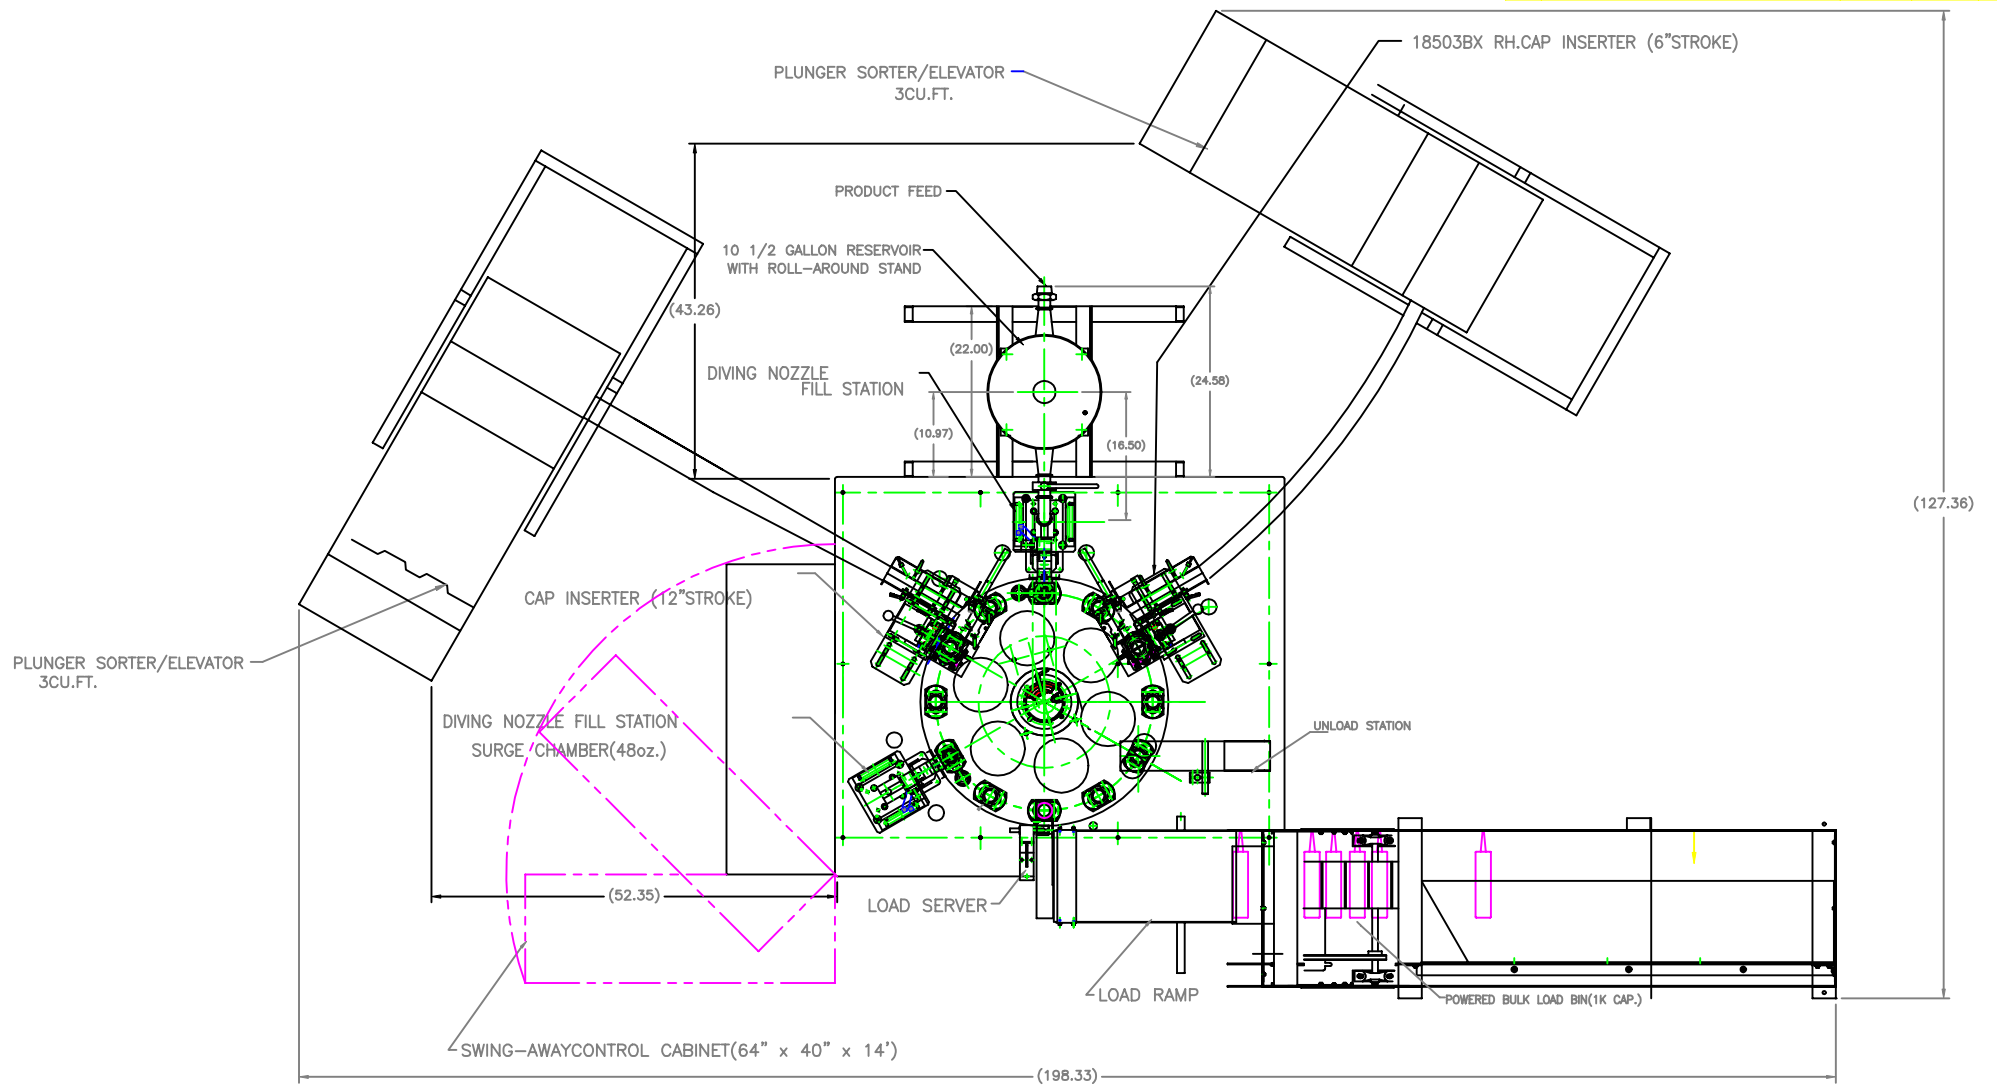 18503BX RH.CAP INSERTER (6"STROKE)
PLUNGER SORTER/ELEVATOR
3CU.FT.
PRODUCT FEED
10 1/2 GALLON RESERVOIR
WITH ROLL-AROUND STAND
(43.26)
(22.00)
DIVING NOZZLE
FILL STATION
(24.58)
(10.97)
(16.50)
(127.36)
CAP INSERTER (12"STROKE)
PLUNGER SORTER/ELEVATOR
3CU.FT.
DIVING NOZZLE FILL STATION
SURGE CHAMBER(48oz.)
UNLOAD STATION
(52.35)
LOAD SERVER
LOAD RAMP
POWERED BULK LOAD BIN(1K CAP.)
SWING-AWAYCONTROL CABINET(64" x 40" x 14')
(198.33)